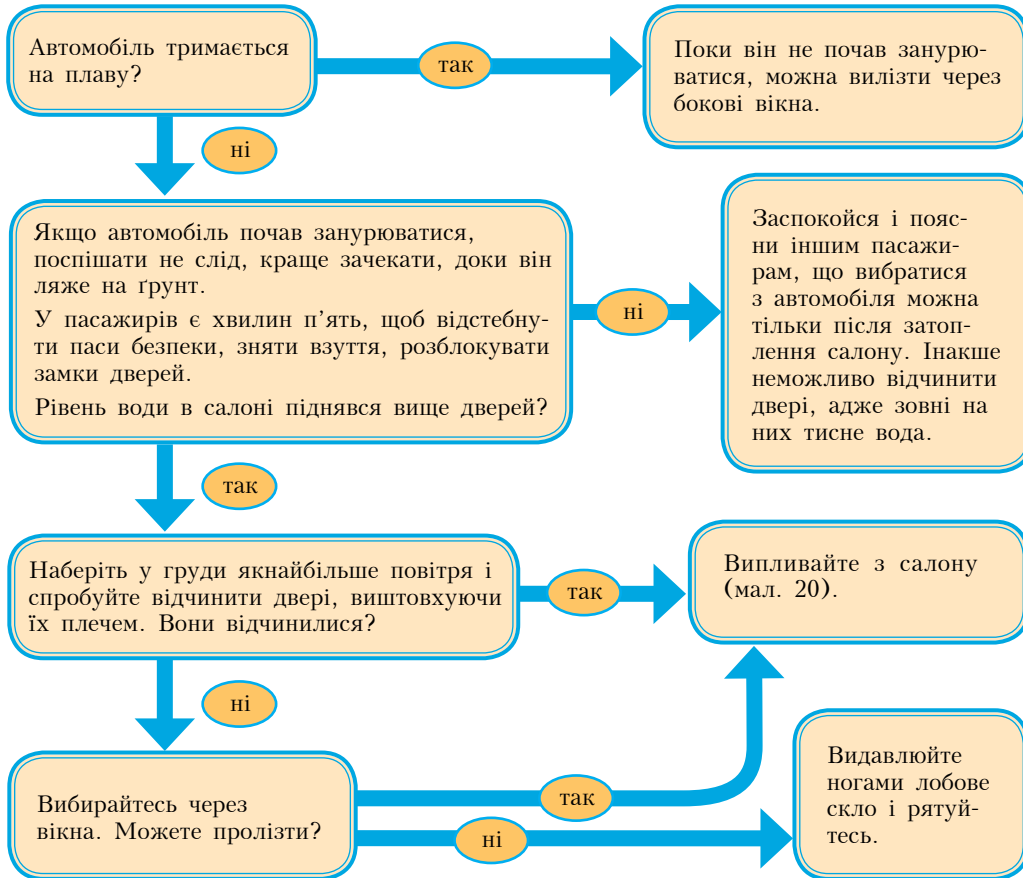 Автомобіль тримається
на плаву?
так
Поки він не почав занурю-
ватися, можна вилізти через
бокові вікна.
ні
Якщо автомобіль почав занурюватися,
поспішати не слід, краще зачекати, доки він
ляже на ґрунт.
У пасажирів є хвилин п’ять, щоб відстебну-
ти паси безпеки, зняти взуття, розблокувати
замки дверей.
Рівень води в салоні піднявся вище дверей?
ні
Заспокойся і пояс-
ни іншим пасажи-
рам, що вибратися
з автомобіля можна
тільки після затоп-
лення салону. Інакше
неможливо відчинити
двері, адже зовні на
них тисне вода.
так
Наберіть у груди якнайбільше повітря і
спробуйте відчинити двері, виштовхуючи
їх плечем. Вони відчинилися?
так
Випливайте з салону
(мал. 20).
ні
Вибирайтесь через
вікна. Можете пролізти?
так
ні
Видавлюйте
ногами лобове
скло і рятуй-
тесь.